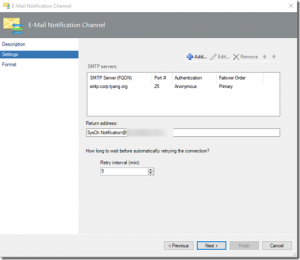 E-Mail Notification Channel
E-Mail Notification Channel
Description
Settings
Format
Add... Edit... Remove
SMTP servers:
SMTP Server (FQDN) Port # Authentication Failover Order
smtp.corp.tyang.org 25 Anonymous Primary
Return address:
SysCtr.Notification@
How long to wait before automatically retrying the connection?
Retry interval (min):
5
< Previous Next > Finish Cancel